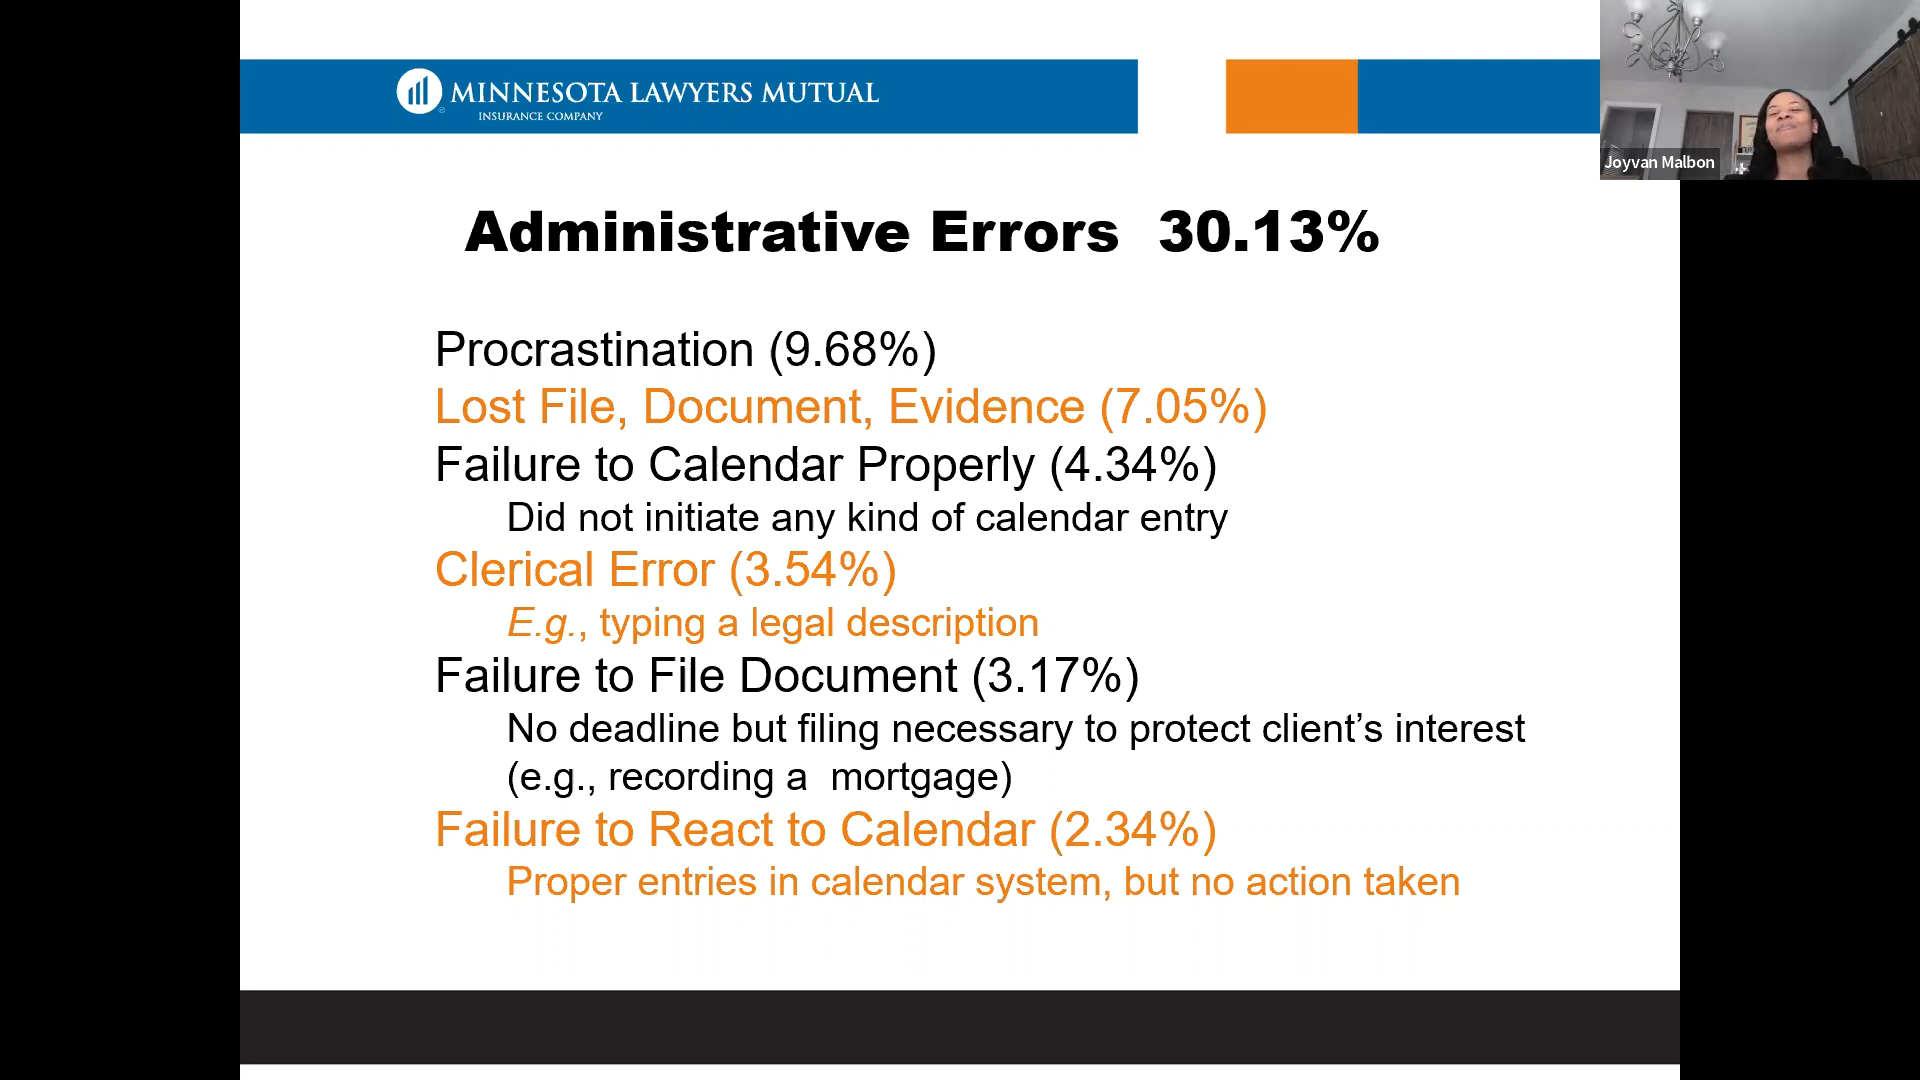 MINNESOTA LAWYERS MUTUAL
INSURANCE COMPANY
Joyvan Malbon
Administrative Errors 30.13%
Procrastination (9.68%)
Lost File, Document, Evidence (7.05%)
Failure to Calendar Properly (4.34%)
Did not initiate any kind of calendar entry
Clerical Error (3.54%)
E.g., typing a legal description
Failure to File Document (3.17%)
No deadline but filing necessary to protect client’s interest
(e.g., recording a mortgage)
Failure to React to Calendar (2.34%)
Proper entries in calendar system, but no action taken